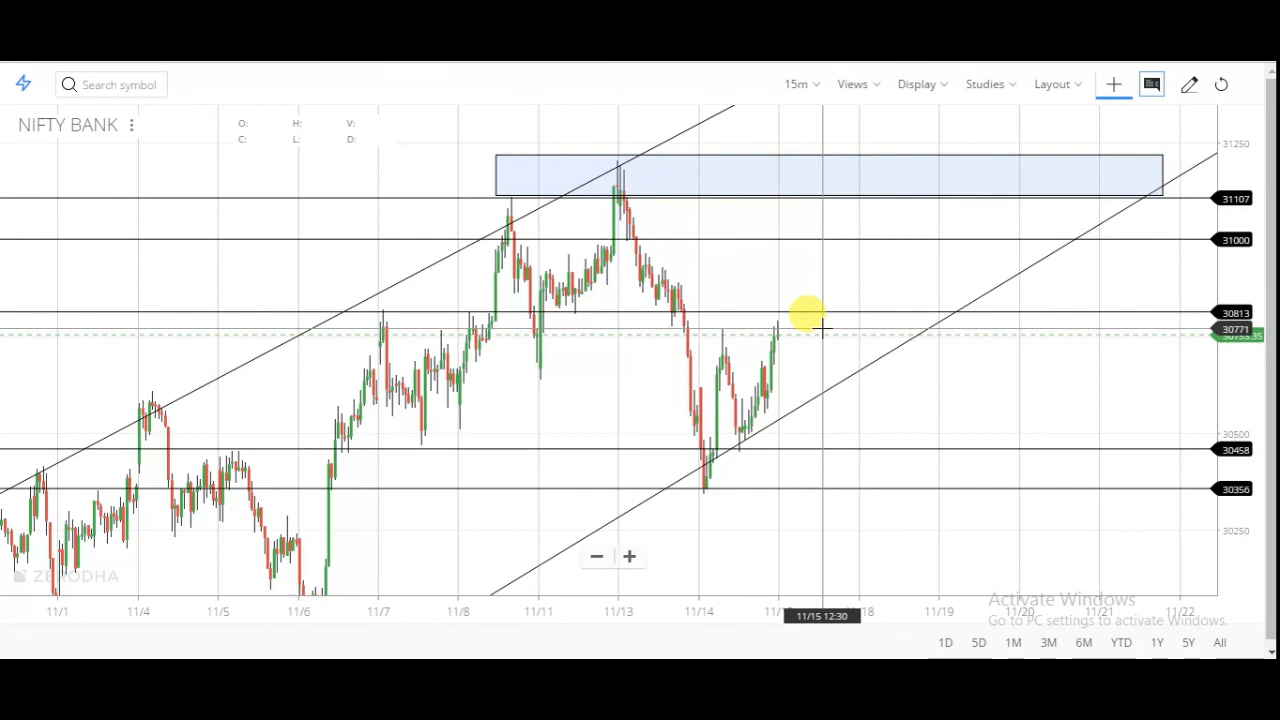 Search symbol
15m Views Display Studies Layout
NIFTY BANK
O: H: V:
C: L: D:
31250
31107
31000
30813
30771
30500
30458
30356
30250
ZERODHA
11/1 11/4 11/5 11/6 11/7 11/8 11/11 11/13 11/14 11/19 11/20 11/21 11/22
11/15 12:30
Activate Windows
Go to PC settings to activate Windows.
1D 5D 1M 3M 6M YTD 1Y 5Y All